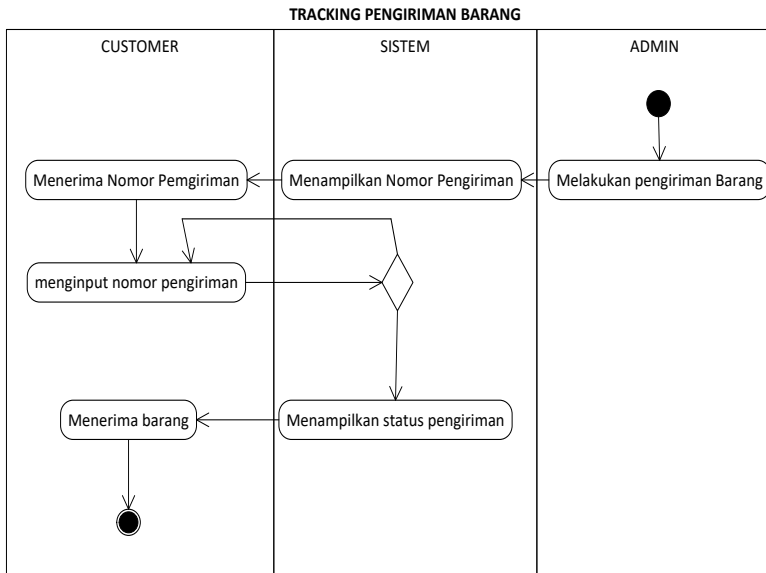 TRACKING PENGIRIMAN BARANG
CUSTOMER
SISTEM
ADMIN
Menerima Nomor Pemgiriman
Menampilkan Nomor Pengiriman
Melakukan pengiriman Barang
menginput nomor pengiriman
Menerima barang
Menampilkan status pengiriman